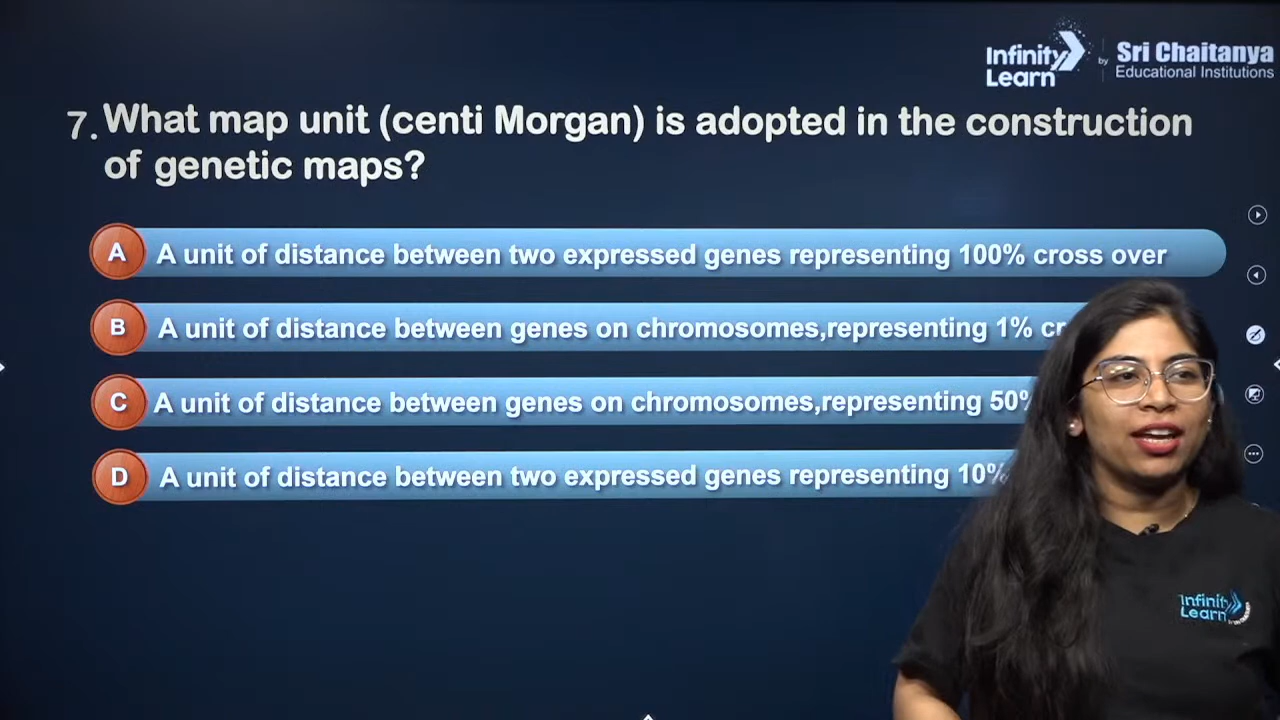 Infinity Learn
by
Sri Chaitanya
Educational Institutions
7. What map unit (centi Morgan) is adopted in the construction
of genetic maps?
A A unit of distance between two expressed genes representing 100% cross over
B A unit of distance between genes on chromosomes,representing 1%
C A unit of distance between genes on chromosomes,representing 50%
D A unit of distance between two expressed genes representing 10%
Infinity
Learn